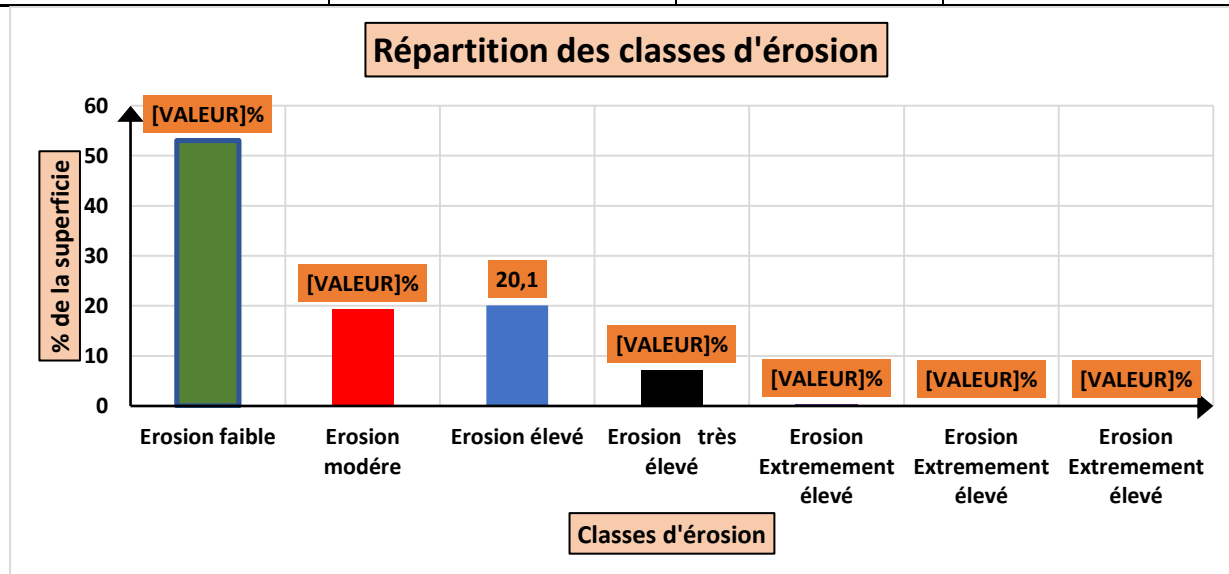 Répartition des classes d'érosion
% de la superficie
60
50
40
30
20
10
0
[VALEUR]%
[VALEUR]%
20,1
[VALEUR]%
[VALEUR]%
[VALEUR]%
[VALEUR]%
Erosion faible
Erosion
modére
Erosion élevé
Erosion très
élevé
Erosion
Extremement
élevé
Erosion
Extremement
élevé
Erosion
Extremement
élevé
Classes d'érosion